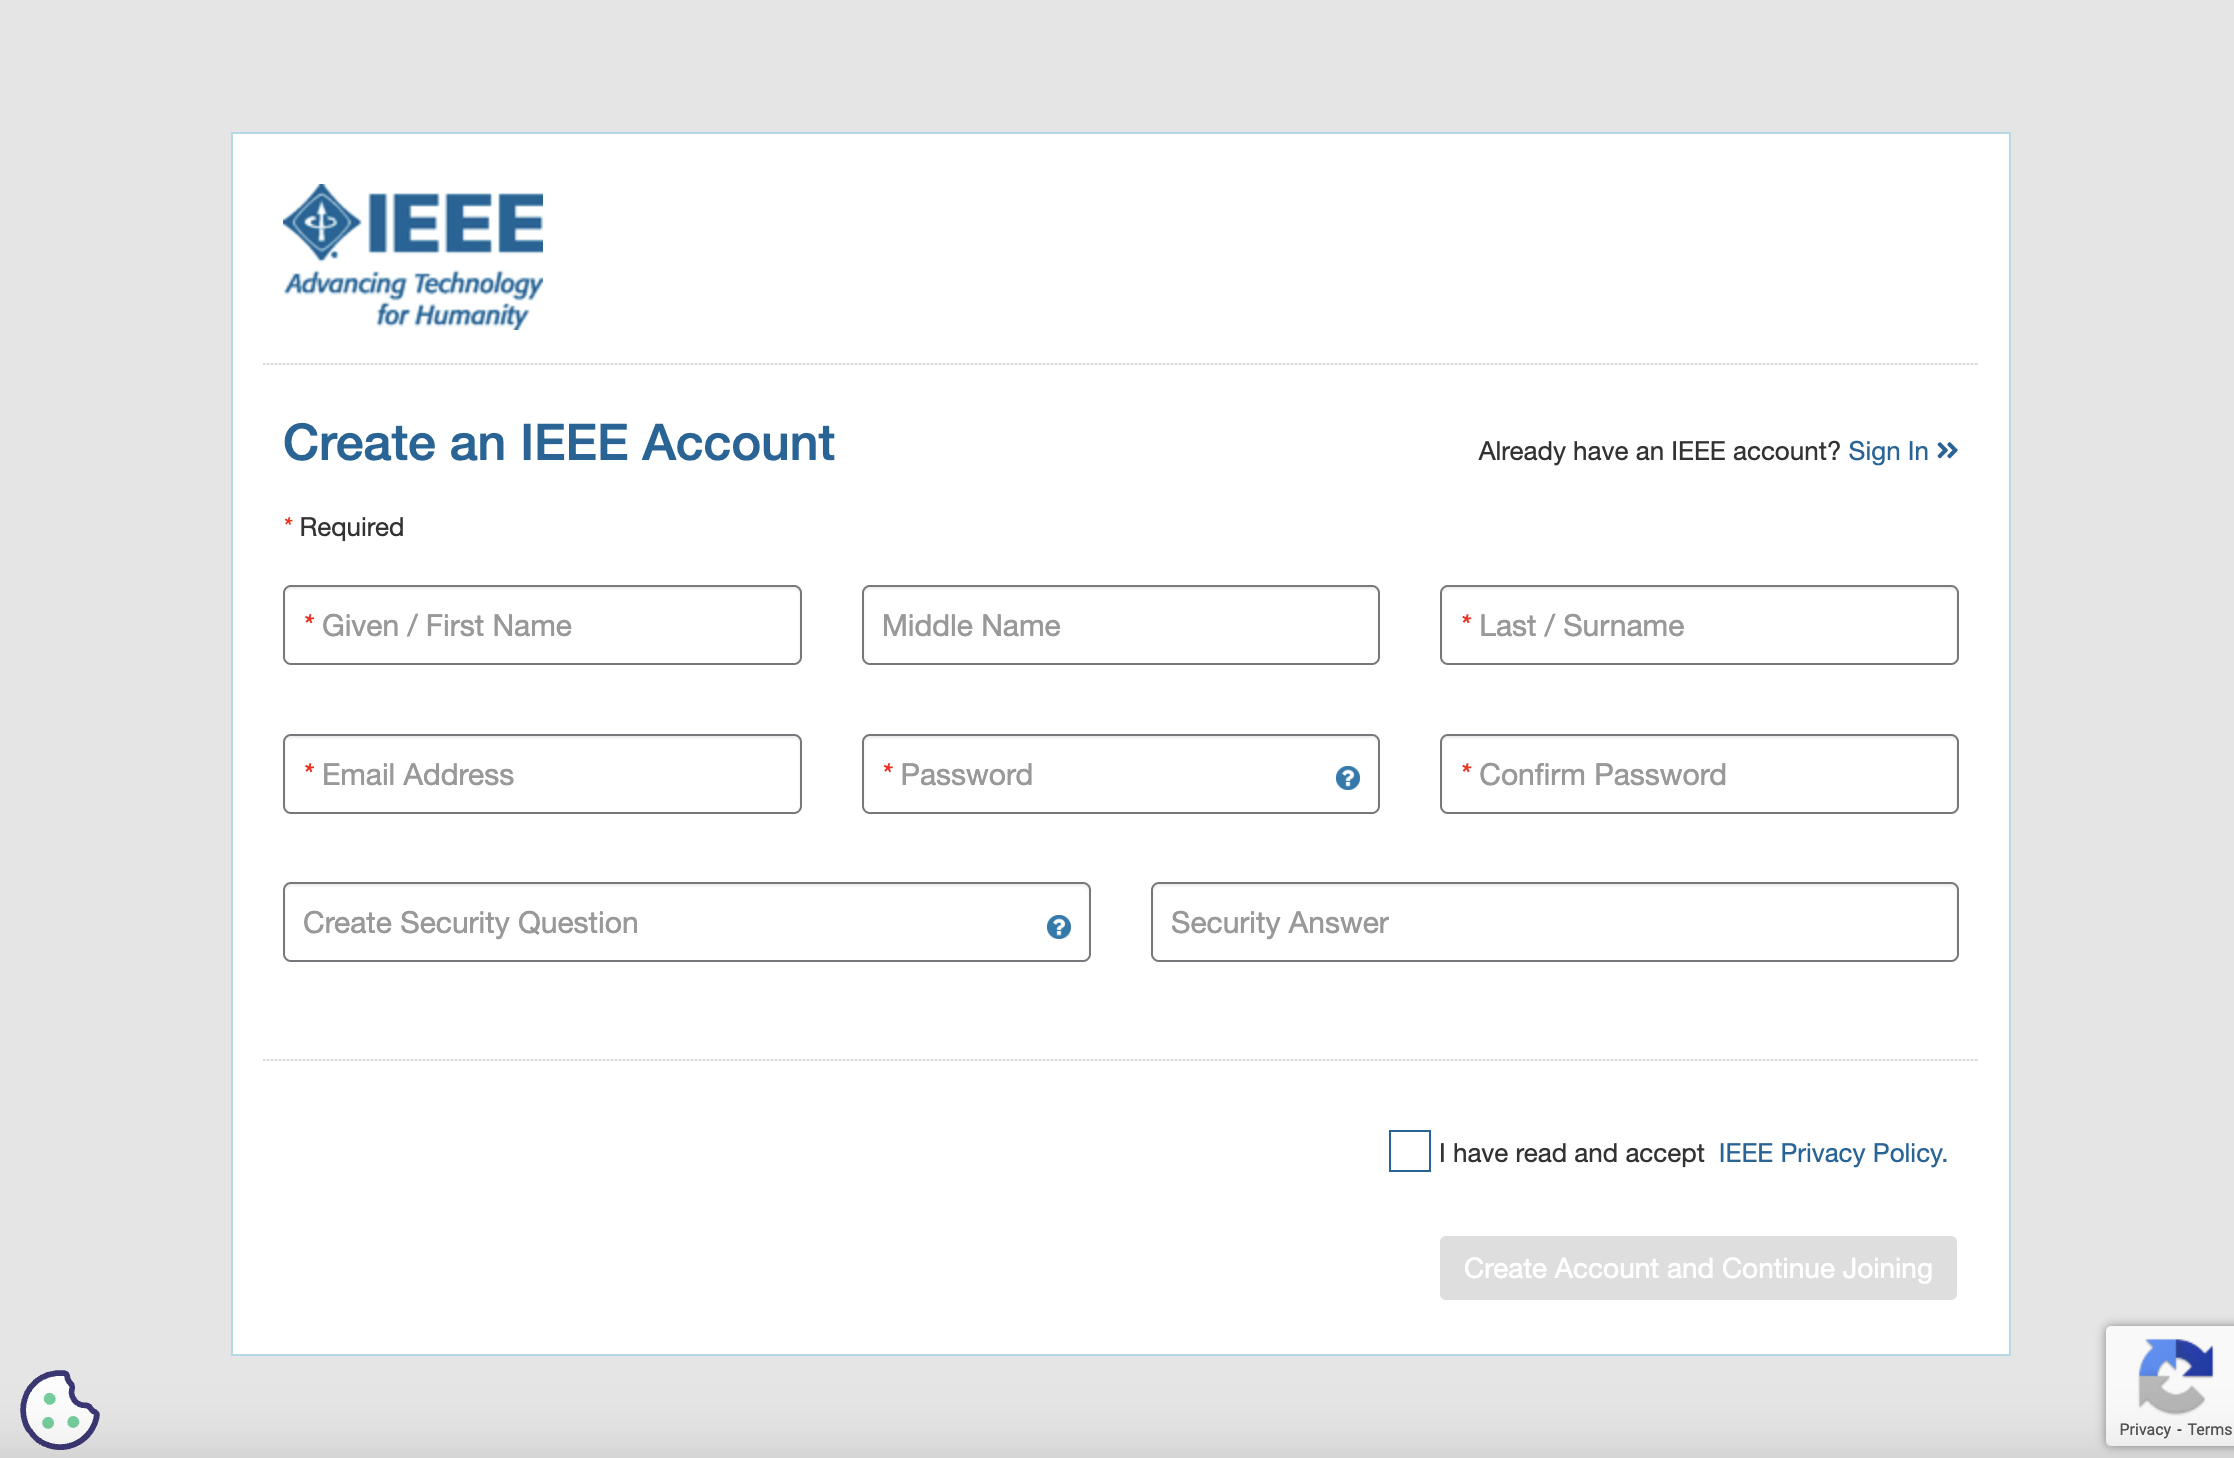 IEEE
Advancing Technology
for Humanity
Create an IEEE Account
Already have an IEEE account? Sign In »
* Required
* Given / First Name
Middle Name
* Last / Surname
* Email Address
* Password
?
* Confirm Password
Create Security Question
?
Security Answer
I have read and accept IEEE Privacy Policy.
Create Account and Continue Joining
Privacy - Terms